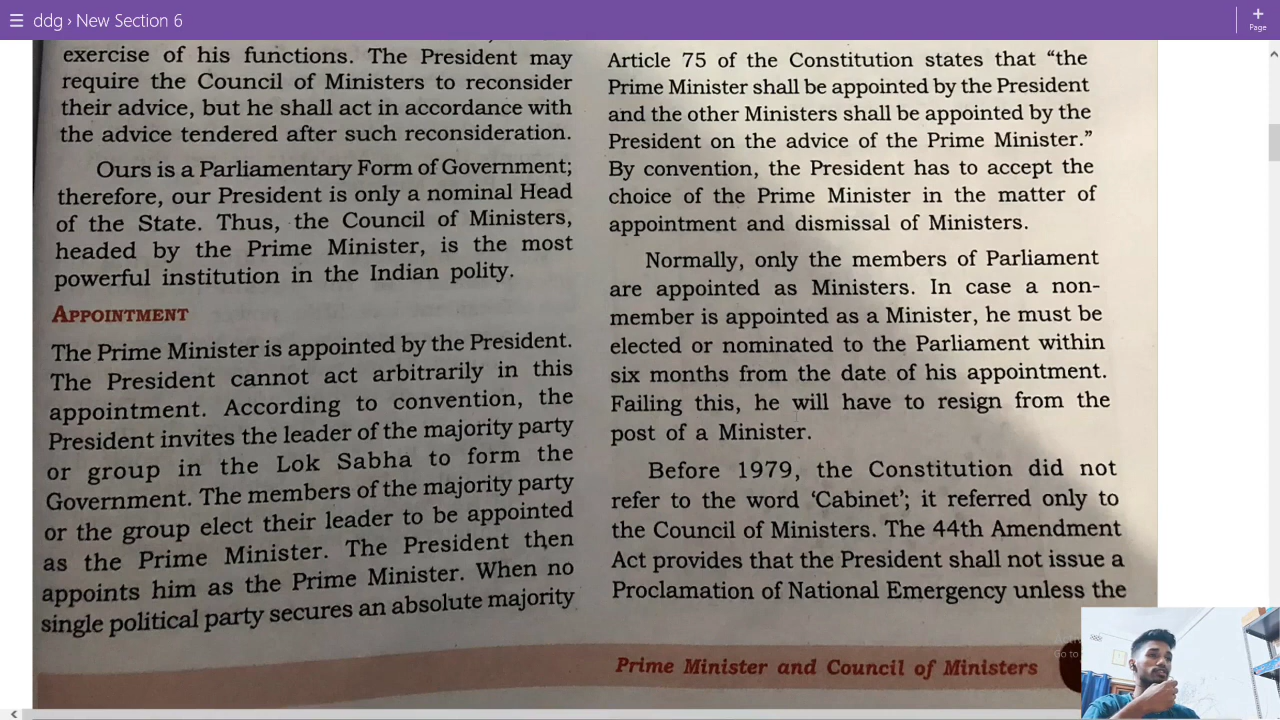 ddg › New Section 6
Page
exercise of his functions. The President may
require the Council of Ministers to reconsider
their advice, but he shall act in accordance with
the advice tendered after such reconsideration.
Ours is a Parliamentary Form of Government;
therefore, our President is only a nominal Head
of the State. Thus, the Council of Ministers,
headed by the Prime Minister, is the most
powerful institution in the Indian polity.
APPOINTMENT
The Prime Minister is appointed by the President.
The President cannot act arbitrarily in this
appointment. According to convention, the
President invites the leader of the majority party
or group in the Lok Sabha to form the
Government. The members of the majority party
or the group elect their leader to be appointed
as the Prime Minister. The President then
appoints him as the Prime Minister. When no
single political party secures an absolute majority
Article 75 of the Constitution states that “the
Prime Minister shall be appointed by the President
and the other Ministers shall be appointed by the
President on the advice of the Prime Minister.”
By convention, the President has to accept the
choice of the Prime Minister in the matter of
appointment and dismissal of Ministers.
Normally, only the members of Parliament
are appointed as Ministers. In case a non-
member is appointed as a Minister, he must be
elected or nominated to the Parliament within
six months from the date of his appointment.
Failing this, he will have to resign from the
post of a Minister.
Before 1979, the Constitution did not
refer to the word ‘Cabinet’; it referred only to
the Council of Ministers. The 44th Amendment
Act provides that the President shall not issue a
Proclamation of National Emergency unless the
Prime Minister and Council of Ministers
Go to